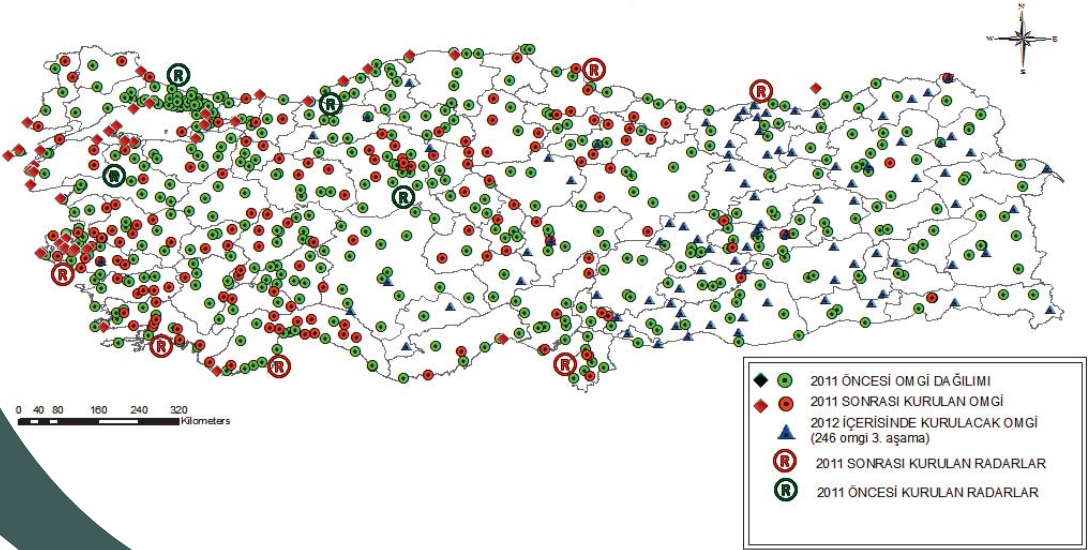 N
W E
S
R
R
R
R
R
R
R
R
R
R
0 40 80 160 240 320
Kilometers
2011 ÖNCESİ OMGİ DAĞILIMI
2011 SONRASI KURULAN OMGİ
2012 İÇERİSİNDE KURULACAK OMGİ
(246 omgi 3. aşama)
R 2011 SONRASI KURULAN RADARLAR
R 2011 ÖNCESİ KURULAN RADARLAR